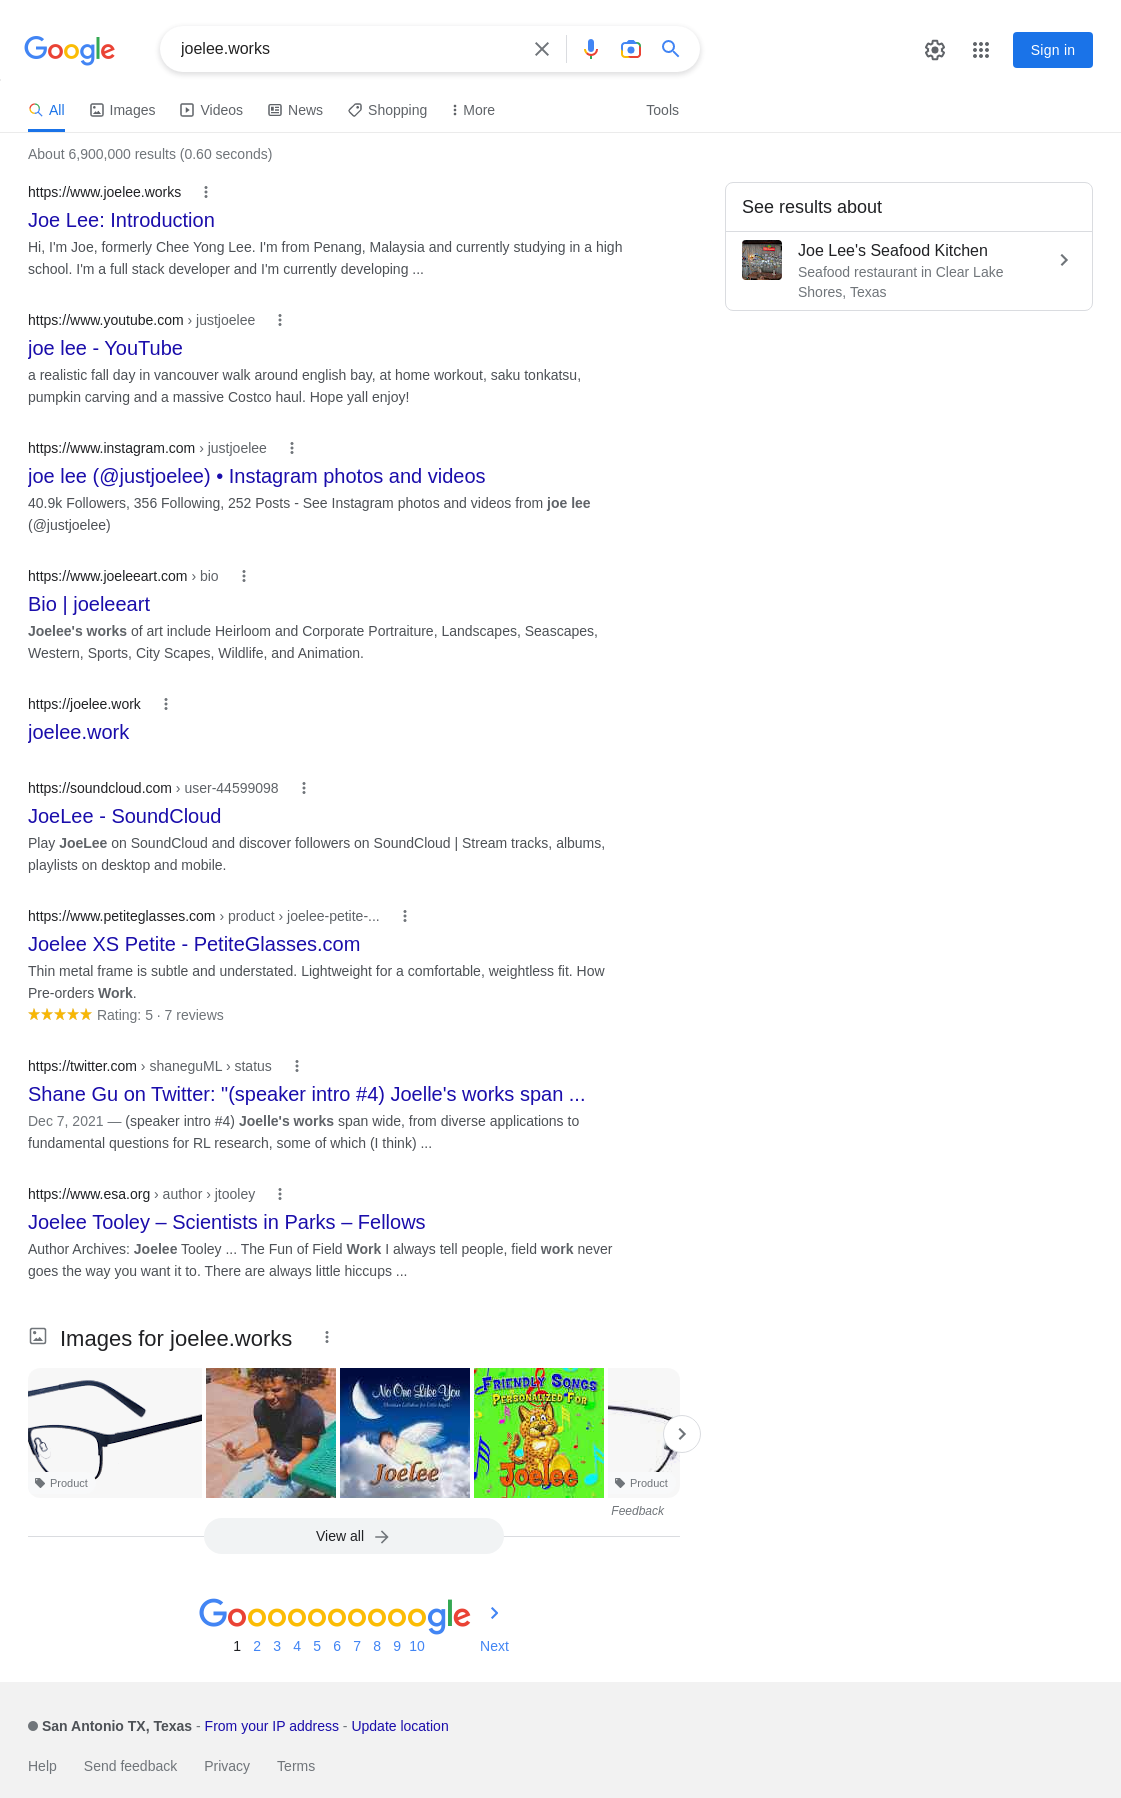 Google
joelee.works
Sign in
All Images Videos News Shopping More Tools
About 6,900,000 results (0.60 seconds)
https://www.joelee.works
Joe Lee: Introduction
Hi, I'm Joe, formerly Chee Yong Lee. I'm from Penang, Malaysia and currently studying in a high
school. I'm a full stack developer and I'm currently developing ...
See results about
Joe Lee's Seafood Kitchen
Seafood restaurant in Clear Lake
Shores, Texas
https://www.youtube.com › justjoelee
joe lee - YouTube
a realistic fall day in vancouver walk around english bay, at home workout, saku tonkatsu,
pumpkin carving and a massive Costco haul. Hope yall enjoy!
https://www.instagram.com › justjoelee
joe lee (@justjoelee) • Instagram photos and videos
40.9k Followers, 356 Following, 252 Posts - See Instagram photos and videos from joe lee
(@justjoelee)
https://www.joeleeart.com › bio
Bio | joeleeart
Joelee's works of art include Heirloom and Corporate Portraiture, Landscapes, Seascapes,
Western, Sports, City Scapes, Wildlife, and Animation.
https://joelee.work
joelee.work
https://soundcloud.com › user-44599098
JoeLee - SoundCloud
Play JoeLee on SoundCloud and discover followers on SoundCloud | Stream tracks, albums,
playlists on desktop and mobile.
https://www.petiteglasses.com › product › joelee-petite-...
Joelee XS Petite - PetiteGlasses.com
Thin metal frame is subtle and understated. Lightweight for a comfortable, weightless fit. How
Pre-orders Work.
Rating: 5 · 7 reviews
https://twitter.com › shaneguML › status
Shane Gu on Twitter: "(speaker intro #4) Joelle's works span ...
Dec 7, 2021 — (speaker intro #4) Joelle's works span wide, from diverse applications to
fundamental questions for RL research, some of which (I think) ...
https://www.esa.org › author › jtooley
Joelee Tooley – Scientists in Parks – Fellows
Author Archives: Joelee Tooley ... The Fun of Field Work I always tell people, field work never
goes the way you want it to. There are always little hiccups ...
Images for joelee.works
No One Like You
Christian Lullabies for Little Angels
Joelee
FRIENDLY SONGS
PERSONALIZED FOR
Joelee
Product
Product
Feedback
View all
Goooooooooogle
1 2 3 4 5 6 7 8 9 10 Next
San Antonio TX, Texas - From your IP address - Update location
Help Send feedback Privacy Terms